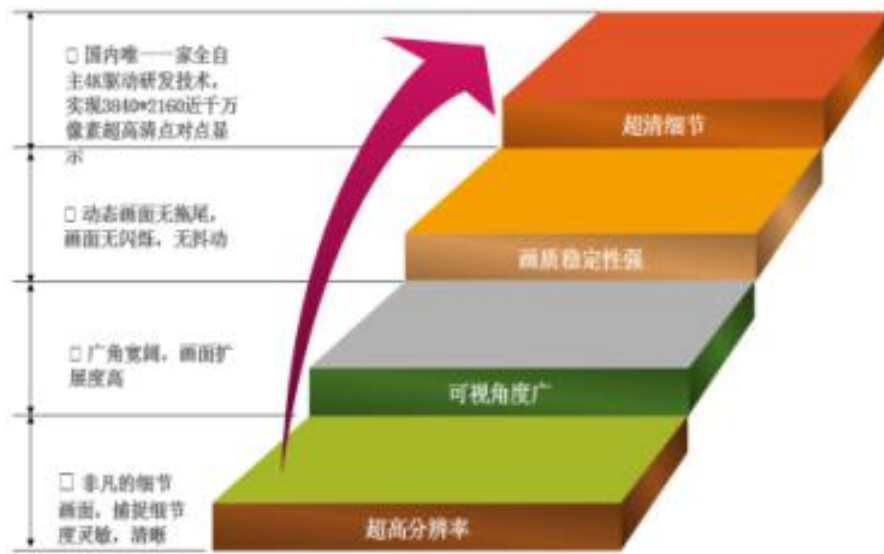 □ 国内唯一一家全自
主4K驱动研发技术，
实现3840*2160近千万
像素超高清点对点显
示
超清细节
□ 动态画面无拖尾，
画面无闪烁，无抖动
画质稳定性强
□ 广角宽阔，画面扩
展度高
可视角度广
□ 非凡的细节
画面，捕捉细节
度灵敏，清晰
超高分辨率